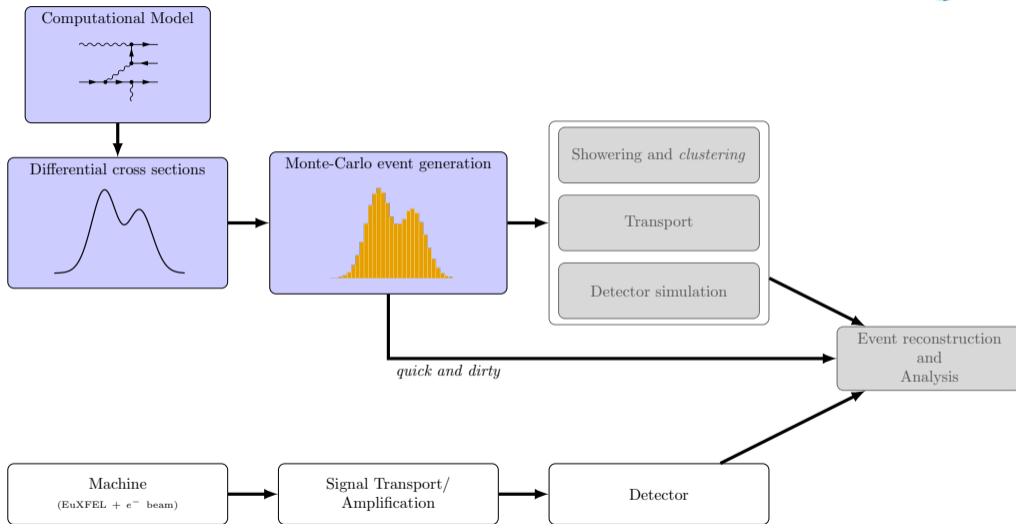 Computational Model
Differential cross sections
Monte-Carlo event generation
Showering and clustering
Transport
Detector simulation
quick and dirty
Event reconstruction
and
Analysis
Machine
(EuXFEL + e⁻ beam)
Signal Transport/
Amplification
Detector